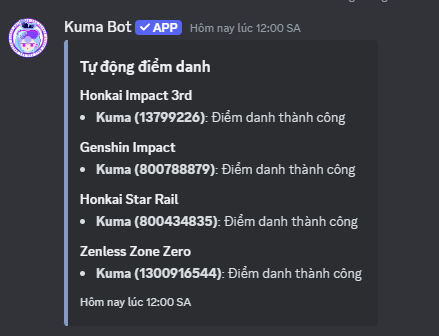 Kuma Bot ✓ APP Hôm nay lúc 12:00 SA
Tự động điểm danh
Honkai Impact 3rd
• Kuma (13799226): Điểm danh thành công
Genshin Impact
• Kuma (800788879): Điểm danh thành công
Honkai Star Rail
• Kuma (800434835): Điểm danh thành công
Zenless Zone Zero
• Kuma (1300916544): Điểm danh thành công
Hôm nay lúc 12:00 SA